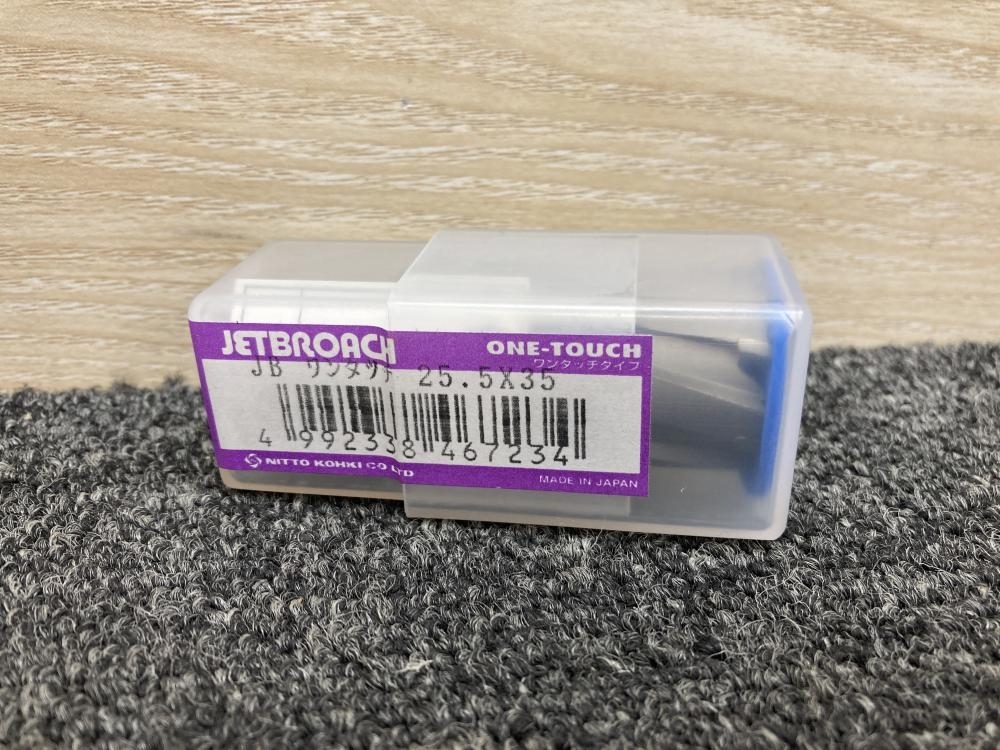 JETBROACH
ONE-TOUCH
ワンタッチタイプ
JB ワンタッチ 25.5X35
4 992338 467234
NITTO KOHKI CO LTD
MADE IN JAPAN